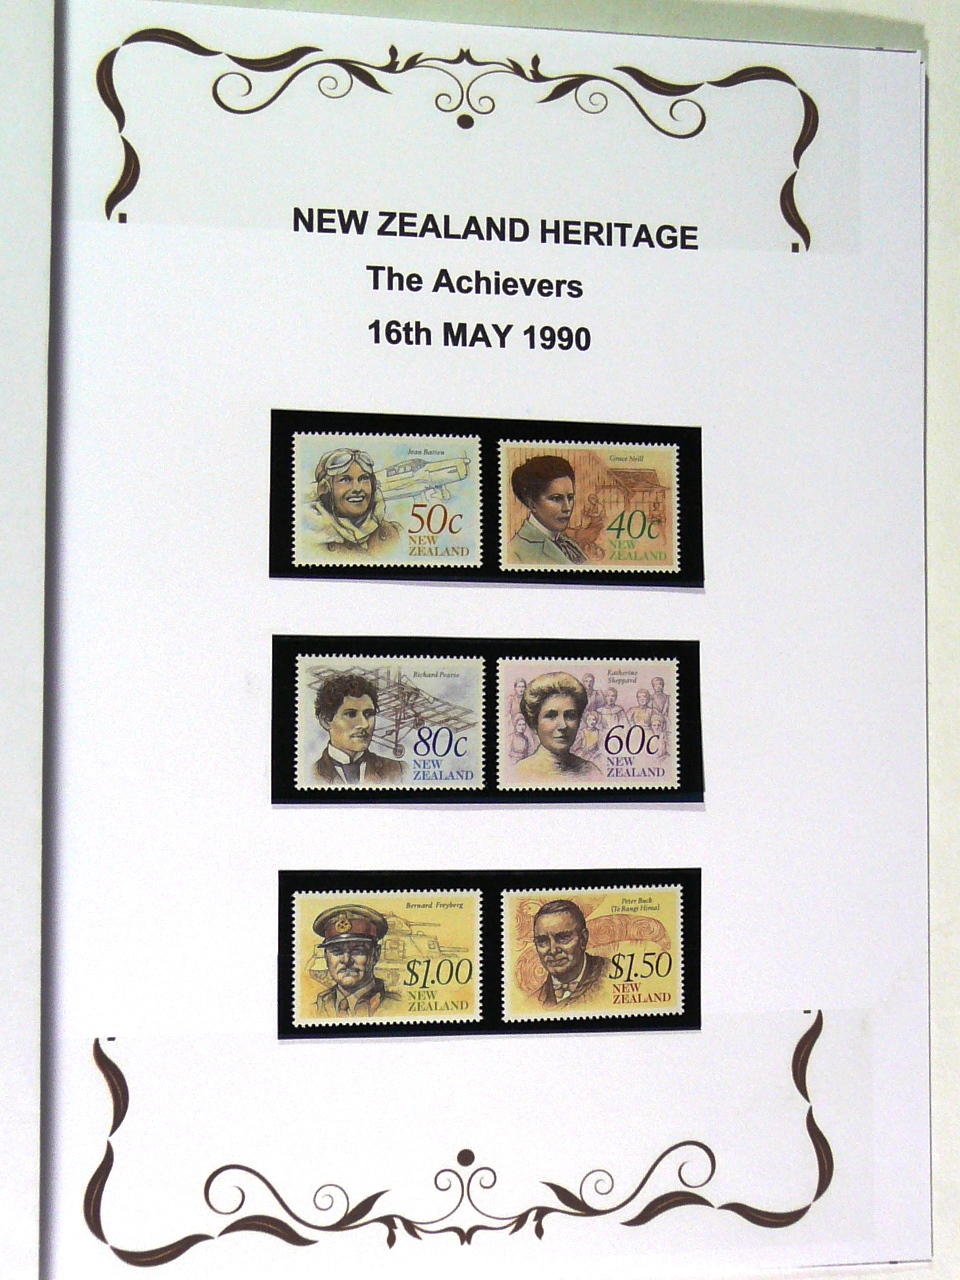 NEW ZEALAND HERITAGE
The Achievers
16th MAY 1990
Jean Batten
50c
NEW
ZEALAND
Grace Neill
40c
NEW
ZEALAND
Richard Pearse
80c
NEW
ZEALAND
Katherine
Sheppard
60c
NEW
ZEALAND
Bernard Freyberg
$1.00
NEW
ZEALAND
Peter Buck
(Te Rangi Hiroa)
$1.50
NEW
ZEALAND